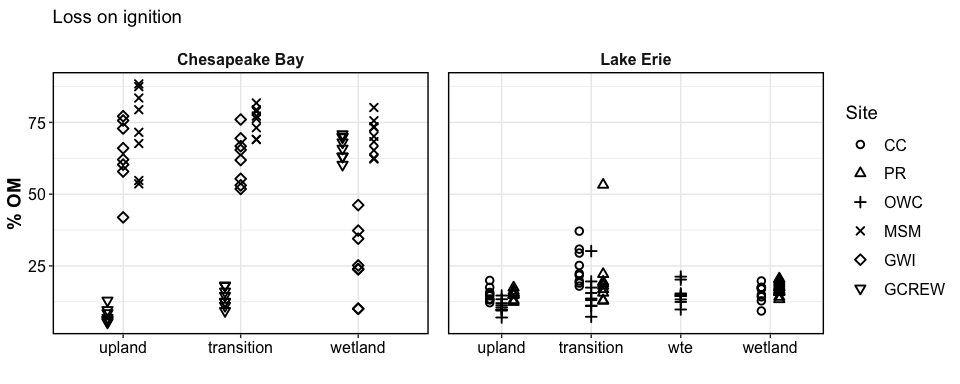 Loss on ignition
Chesapeake Bay
Lake Erie
% OM
75
50
25
upland transition wetland
upland transition wte wetland
Site
CC
PR
OWC
MSM
GWI
GCREW